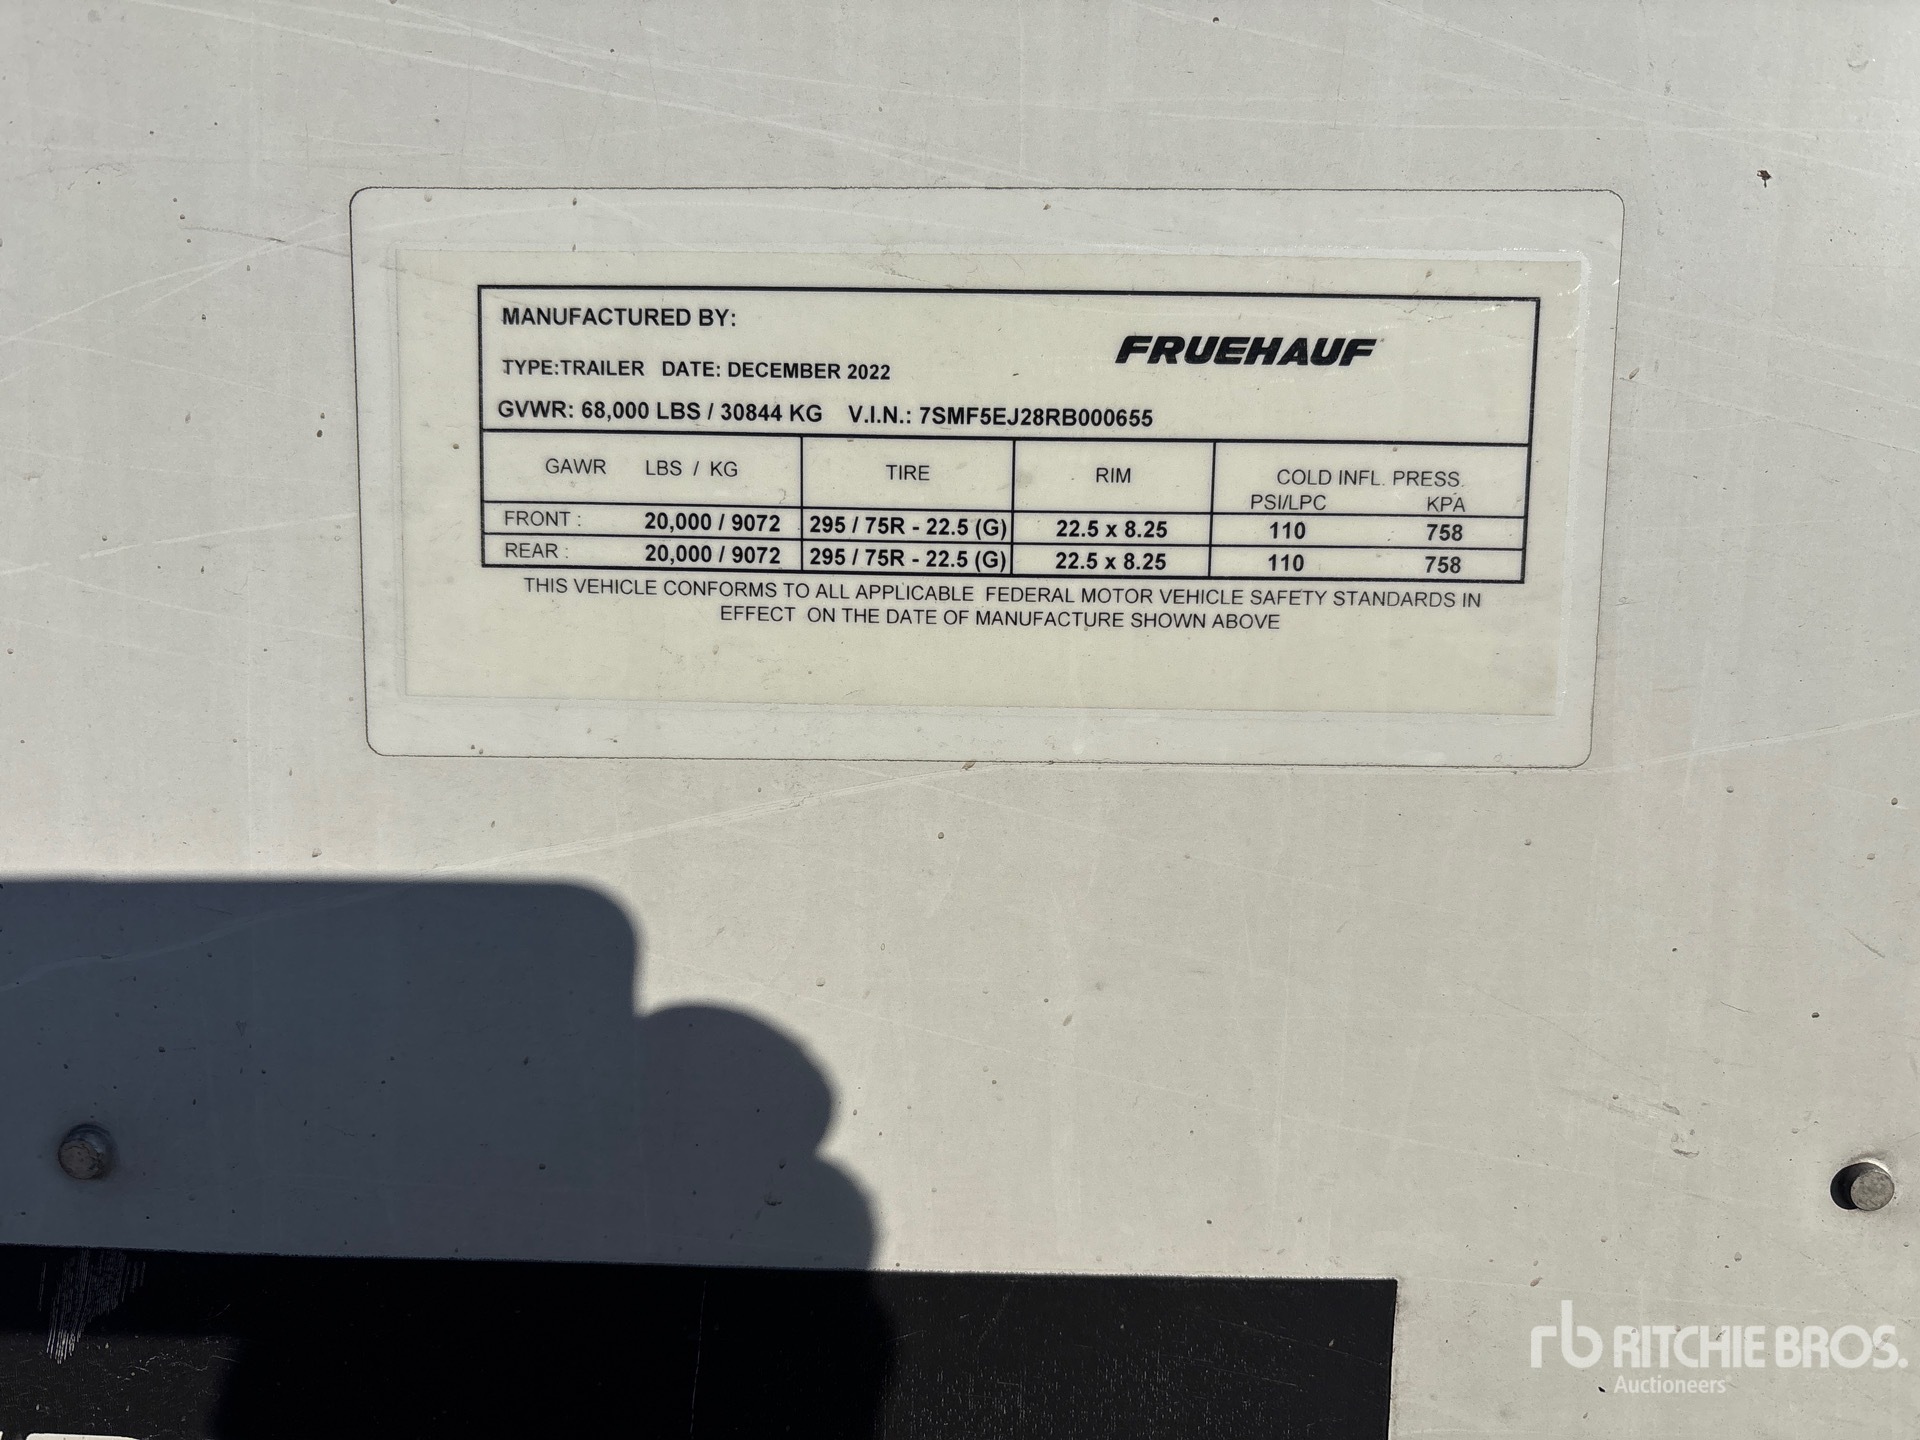 MANUFACTURED BY:
FRUEHAUF
TYPE:TRAILER DATE: DECEMBER 2022
GVWR: 68,000 LBS / 30844 KG V.I.N.: 7SMF5EJ28RB000655
GAWR LBS / KG TIRE RIM COLD INFL. PRESS.
PSI/LPC KPA
FRONT : 20,000 / 9072 295 / 75R - 22.5 (G) 22.5 x 8.25 110 758
REAR : 20,000 / 9072 295 / 75R - 22.5 (G) 22.5 x 8.25 110 758
THIS VEHICLE CONFORMS TO ALL APPLICABLE FEDERAL MOTOR VEHICLE SAFETY STANDARDS IN
EFFECT ON THE DATE OF MANUFACTURE SHOWN ABOVE
rb RITCHIE BROS.
Auctioneers